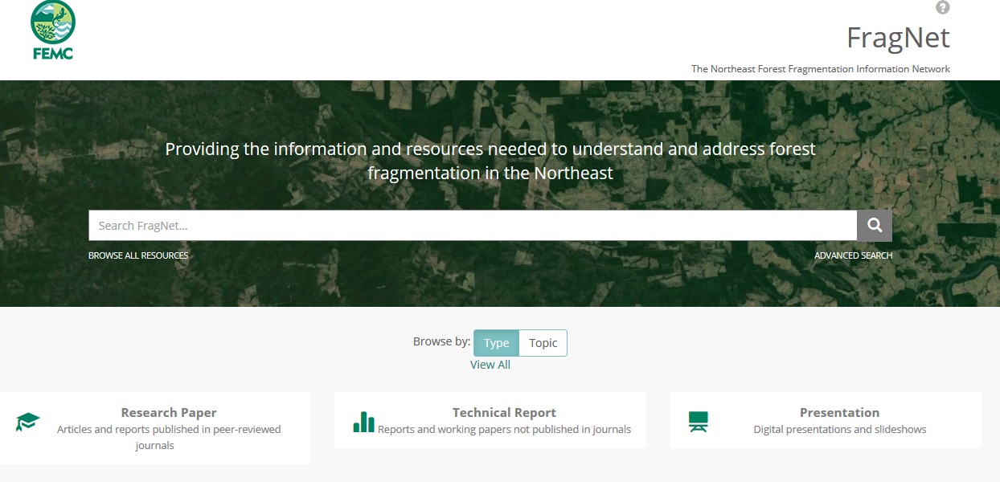 ?
FEMC
FragNet
The Northeast Forest Fragmentation Information Network
Providing the information and resources needed to understand and address forest
fragmentation in the Northeast
Search FragNet...
BROWSE ALL RESOURCES
ADVANCED SEARCH
Browse by: Type Topic
View All
Research Paper
Articles and reports published in peer-reviewed
journals
Technical Report
Reports and working papers not published in journals
Presentation
Digital presentations and slideshows